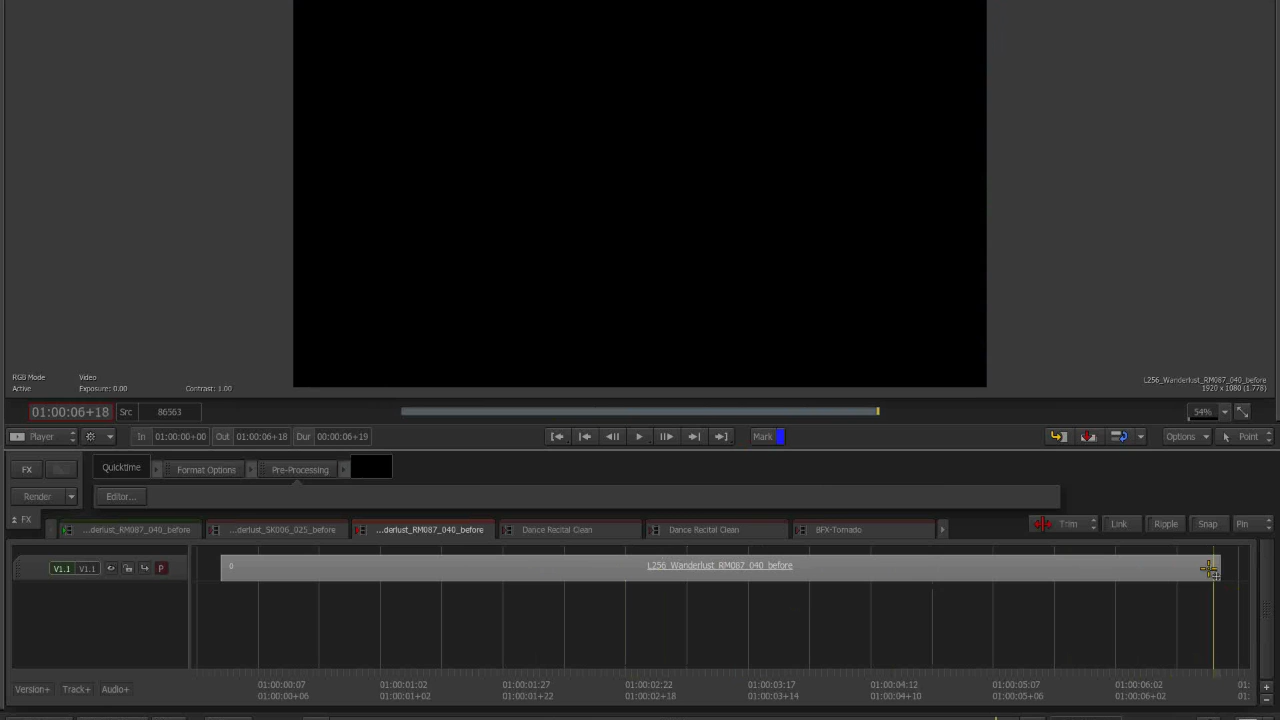 RGB Mode Video
Active Exposure: 0.00 Contrast: 1.00
L256_Wanderlust_RM087_040_before
1920 x 1080 (1.778)
01:00:06+18 Src 86563 54%
Player In 01:00:00+00 Out 01:00:06+18 Dur 00:00:06+19 Mark Options Point
FX Quicktime Format Options Pre-Processing
Render Editor...
FX ...derlust_RM087_040_before ...derlust_SK006_025_before ...derlust_RM087_040_before Dance Recital Clean Dance Recital Clean BFX-Tornado Trim Link Ripple Snap Pin
V1.1 V1.1 P 0 L256_Wanderlust_RM087_040_before
Version+ Track+ Audio+
01:00:00:07 01:00:01:02 01:00:01:27 01:00:02:22 01:00:03:17 01:00:04:12 01:00:05:07 01:00:06:02 01:
01:00:00+06 01:00:01+02 01:00:01+22 01:00:02+18 01:00:03+14 01:00:04+10 01:00:05+06 01:00:06+02 01: